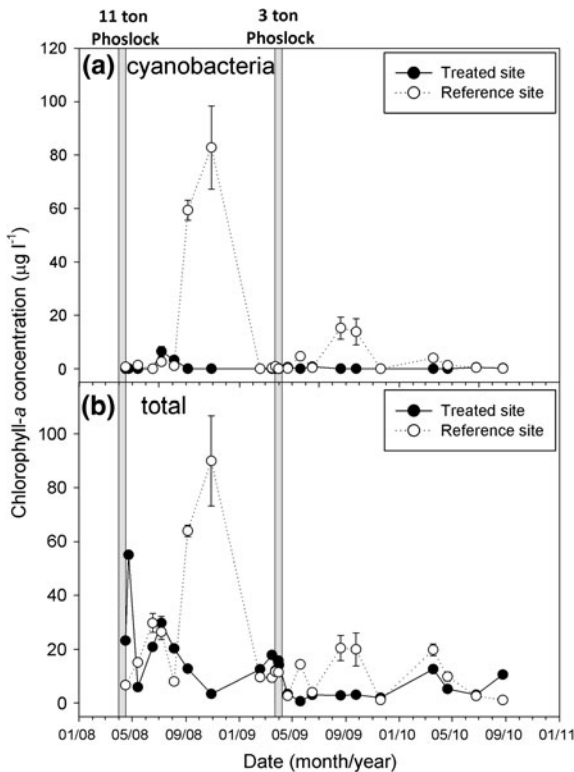 11 ton
Phoslock
3 ton
Phoslock
(a) cyanobacteria
Treated site
Reference site
120
100
80
60
40
20
0
(b) total
Treated site
Reference site
100
80
60
40
20
0
Chlorophyll-a concentration (µg l⁻¹)
01/08 05/08 09/08 01/09 05/09 09/09 01/10 05/10 09/10 01/11
Date (month/year)